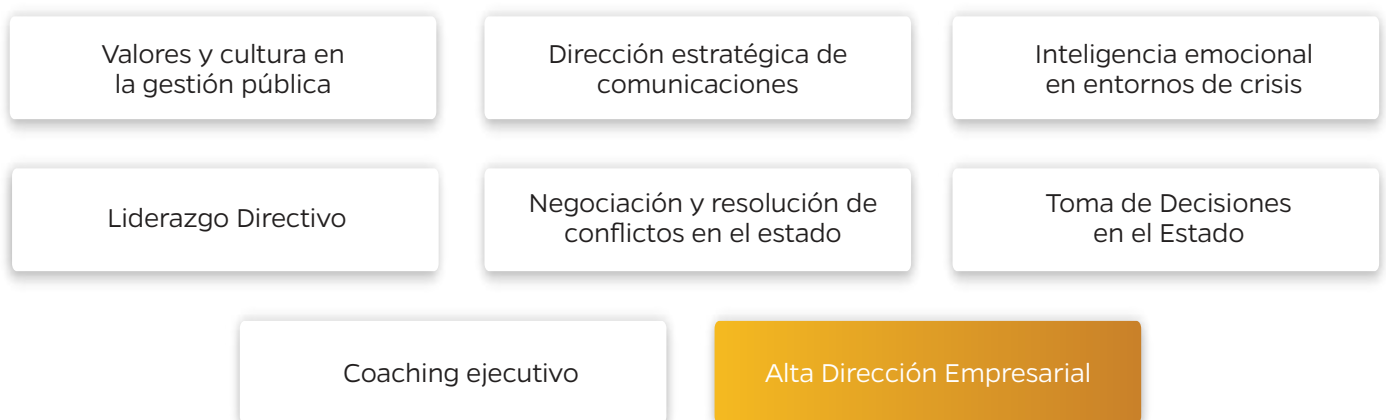 Valores y cultura en
la gestión pública
Dirección estratégica de
comunicaciones
Inteligencia emocional
en entornos de crisis
Liderazgo Directivo
Negociación y resolución de
conflictos en el estado
Toma de Decisiones
en el Estado
Coaching ejecutivo
Alta Dirección Empresarial